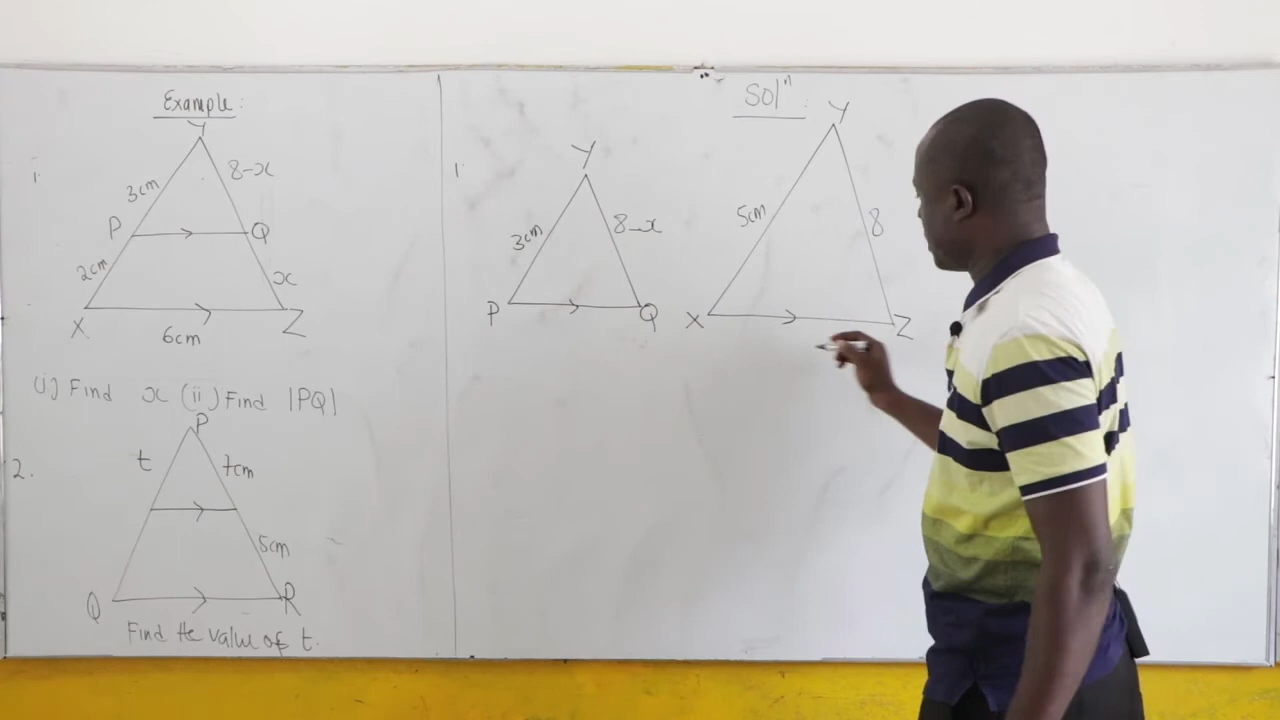 Example:
1.
Y
3cm
8-x
P
Q
2cm
x
X
Z
6cm
(i) Find x (ii) Find |PQ|
2.
P
t
7cm
5cm
Q
R
Find the value of t.
Sol^n:
1
Y
3cm
8-x
P
Q
Y
5cm
8
X
Z